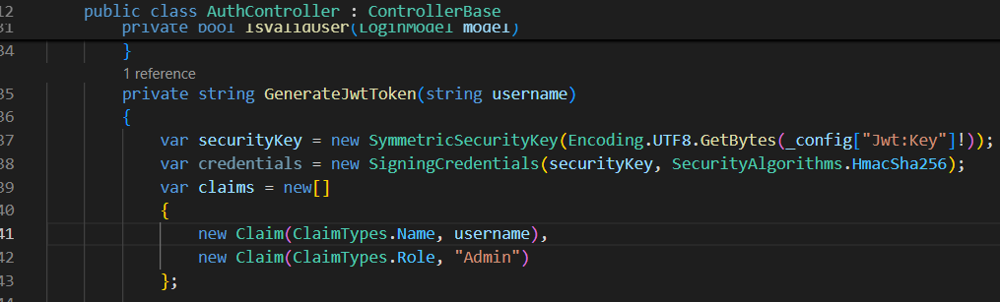 12 public class AuthController : ControllerBase
31 private bool IsValidUser(LoginModel model)
34 }
1 reference
35 private string GenerateJwtToken(string username)
36 {
37 var securityKey = new SymmetricSecurityKey(Encoding.UTF8.GetBytes(_config["Jwt:Key"]!));
38 var credentials = new SigningCredentials(securityKey, SecurityAlgorithms.HmacSha256);
39 var claims = new[]
40 {
41 new Claim(ClaimTypes.Name, username),
42 new Claim(ClaimTypes.Role, "Admin")
43 };
44